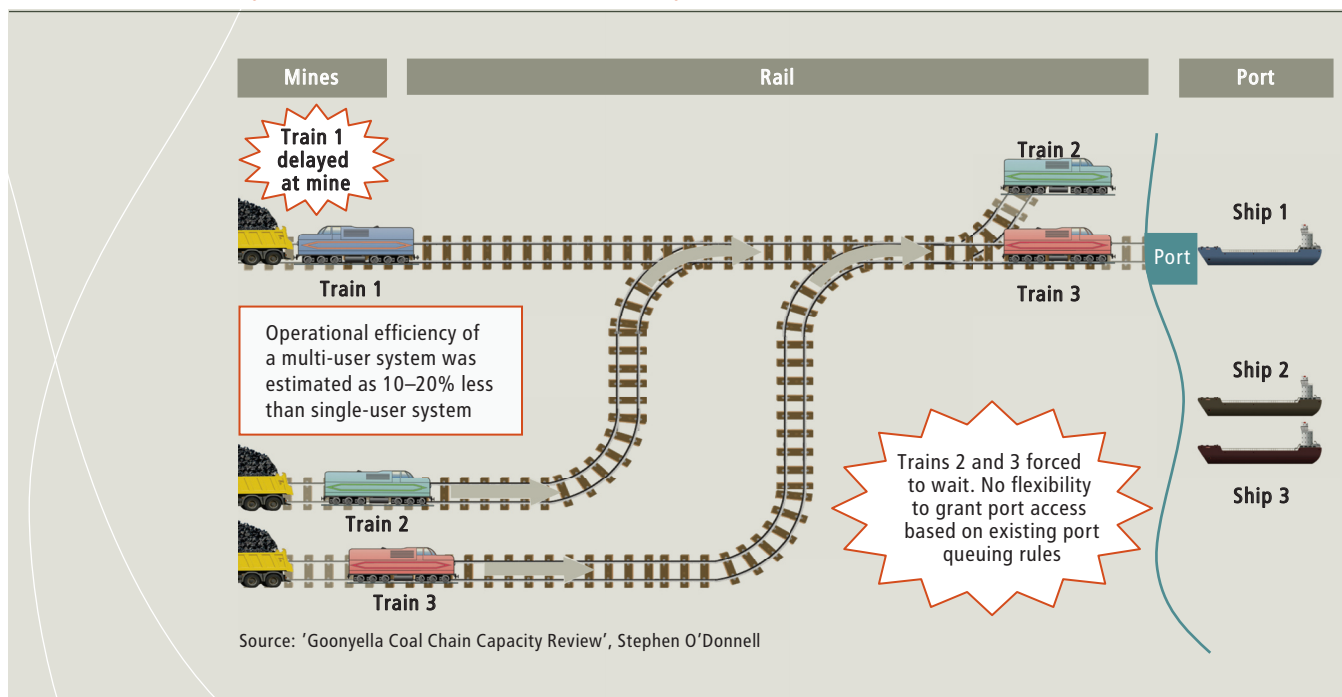 Mines
Rail
Port
Train 1
delayed
at mine
Train 2
Ship 1
Port
Train 1
Train 3
Operational efficiency of
a multi-user system was
estimated as 10–20% less
than single-user system
Ship 2
Trains 2 and 3 forced
to wait. No flexibility
to grant port access
based on existing port
queuing rules
Ship 3
Train 2
Train 3
Source: ‘Goonyella Coal Chain Capacity Review’, Stephen O’Donnell